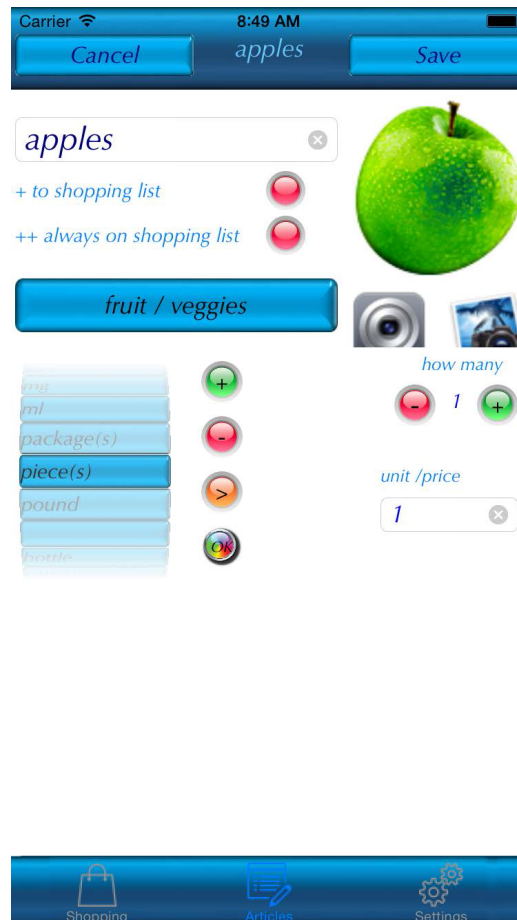 Carrier 8:49 AM
Cancel apples Save
apples
+ to shopping list
++ always on shopping list
fruit / veggies
how many
mg
ml
package(s)
piece(s)
pound
bottle
+
-
>
OK
- 1 +
unit /price
1
Shopping Articles Settings